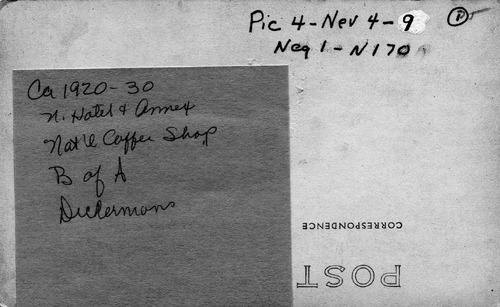 Pic 4 - Nev 4 - 9 P
Neg 1 - N170
Ca 1920 - 30
N. Hotel & Annex
Nat'l Coffee Shop
B of A
Dickermans
CORRESPONDENCE
POST